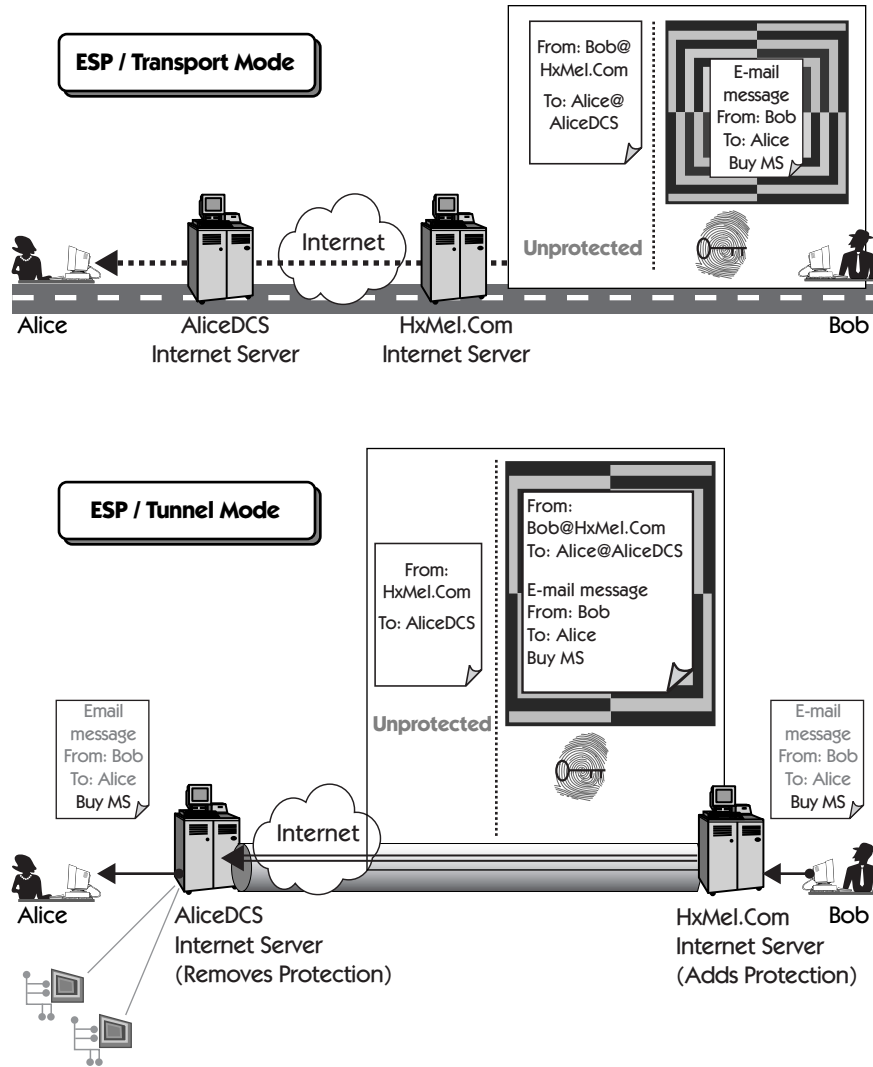 ESP / Transport Mode
From: Bob@
HxMel.Com
To: Alice@
AliceDCS
E-mail
message
From: Bob
To: Alice
Buy MS
Unprotected
Internet
Alice
AliceDCS
Internet Server
HxMel.Com
Internet Server
Bob
ESP / Tunnel Mode
From:
HxMel.Com
To: AliceDCS
Unprotected
From:
Bob@HxMel.Com
To: Alice@AliceDCS
E-mail message
From: Bob
To: Alice
Buy MS
Email
message
From: Bob
To: Alice
Buy MS
E-mail
message
From: Bob
To: Alice
Buy MS
Internet
Alice
AliceDCS
Internet Server
(Removes Protection)
HxMel.Com
Internet Server
(Adds Protection)
Bob